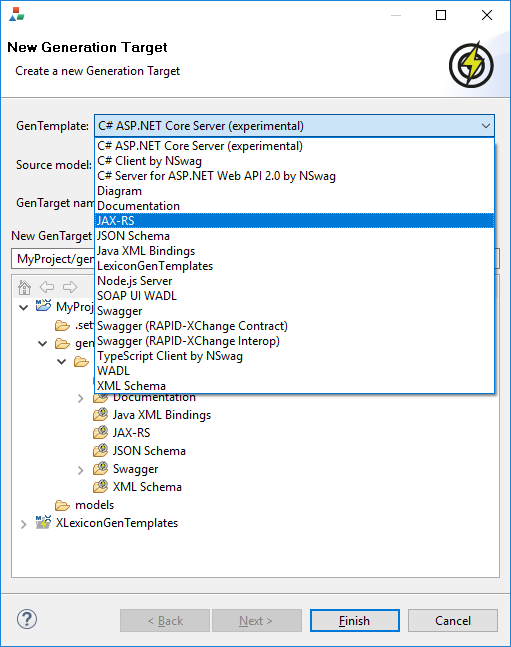 New Generation Target
Create a new Generation Target
GenTemplate: C# ASP.NET Core Server (experimental)
C# ASP.NET Core Server (experimental)
Source model: C# Client by NSwag
C# Server for ASP.NET Web API 2.0 by NSwag
Diagram
GenTarget Documentation
JAX-RS
New GenTarget JSON Schema
Java XML Bindings
MyProject/gen
LexiconGenTemplates
Node.js Server
SOAP UI WADL
Swagger
Swagger (RAPID-XChange Contract)
Swagger (RAPID-XChange Interop)
TypeScript Client by NSwag
WADL
XML Schema
Documentation
Java XML Bindings
JAX-RS
JSON Schema
Swagger
XML Schema
models
XLexiconGenTemplates
? < Back Next > Finish Cancel